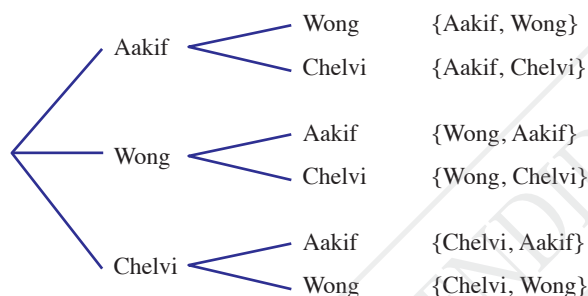 Wong {Aakif, Wong}
Aakif
Chelvi {Aakif, Chelvi}
Aakif {Wong, Aakif}
Wong
Chelvi {Wong, Chelvi}
Aakif {Chelvi, Aakif}
Chelvi
Wong {Chelvi, Wong}